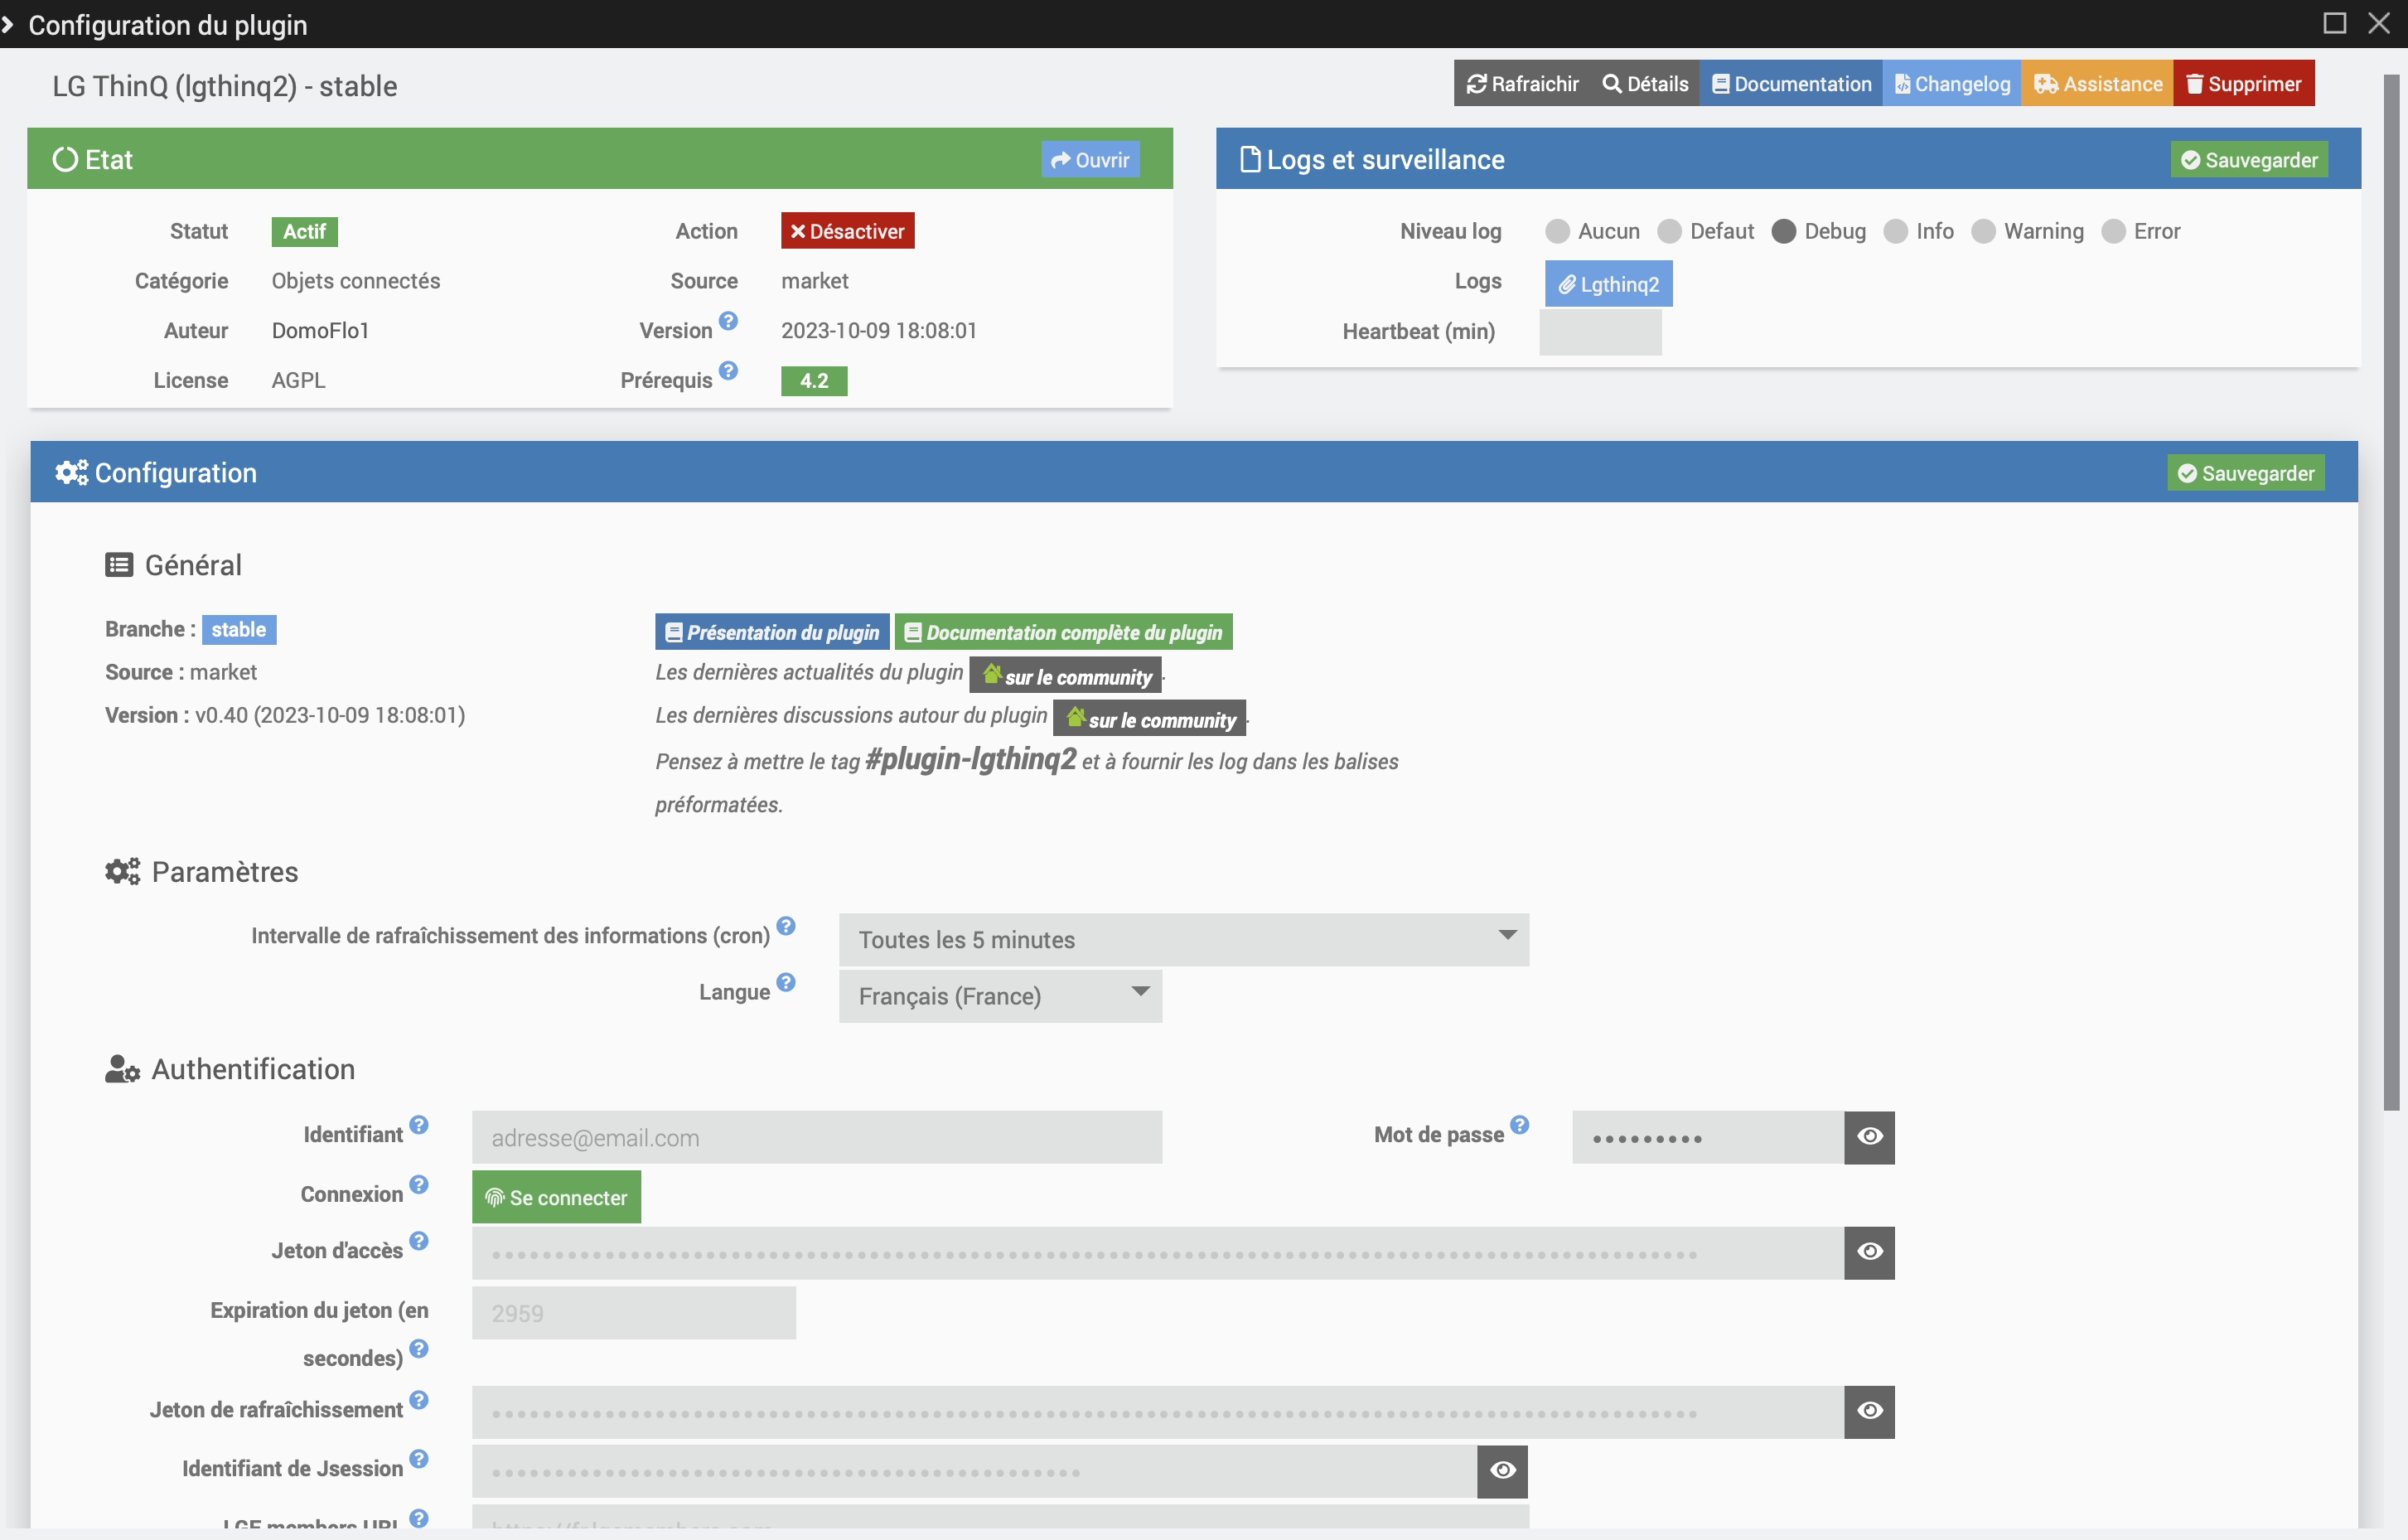 Configuration du plugin
LG ThinQ (lgthinq2) - stable
Rafraichir Détails Documentation Changelog Assistance Supprimer
Etat
Ouvrir
Statut Actif Action Désactiver
Catégorie Objets connectés Source market
Auteur DomoFlo1 Version 2023-10-09 18:08:01
License AGPL Prérequis 4.2
Logs et surveillance
Sauvegarder
Niveau log Aucun Defaut Debug Info Warning Error
Logs Lgthinq2
Heartbeat (min)
Configuration
Sauvegarder
Général
Branche : stable
Source : market
Version : v0.40 (2023-10-09 18:08:01)
Présentation du plugin Documentation complète du plugin
Les dernières actualités du plugin sur le community.
Les dernières discussions autour du plugin sur le community.
Pensez à mettre le tag #plugin-lgthinq2 et à fournir les log dans les balises
préformatées.
Paramètres
Intervalle de rafraîchissement des informations (cron) Toutes les 5 minutes
Langue Français (France)
Authentification
Identifiant adresse@email.com Mot de passe
Connexion Se connecter
Jeton d'accès
Expiration du jeton (en
secondes) 2959
Jeton de rafraîchissement
Identifiant de Jsession
LGE members URL